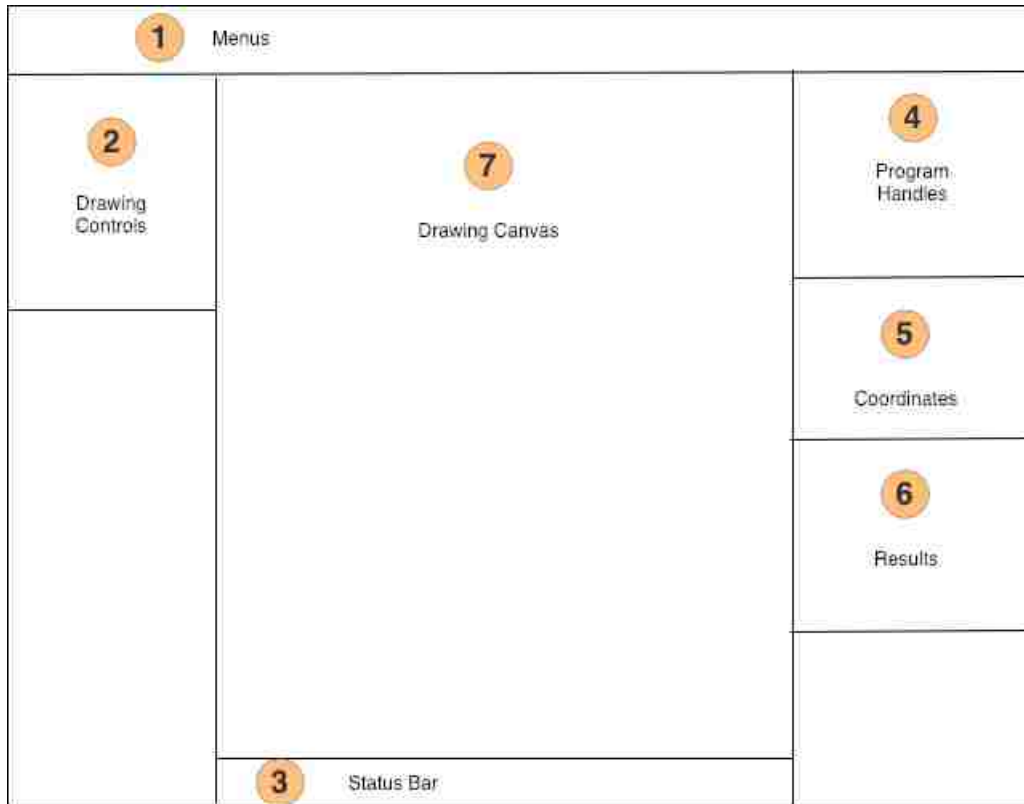 1 Menus
2
Drawing
Controls
7
Drawing Canvas
4
Program
Handles
5
Coordinates
6
Results
3 Status Bar